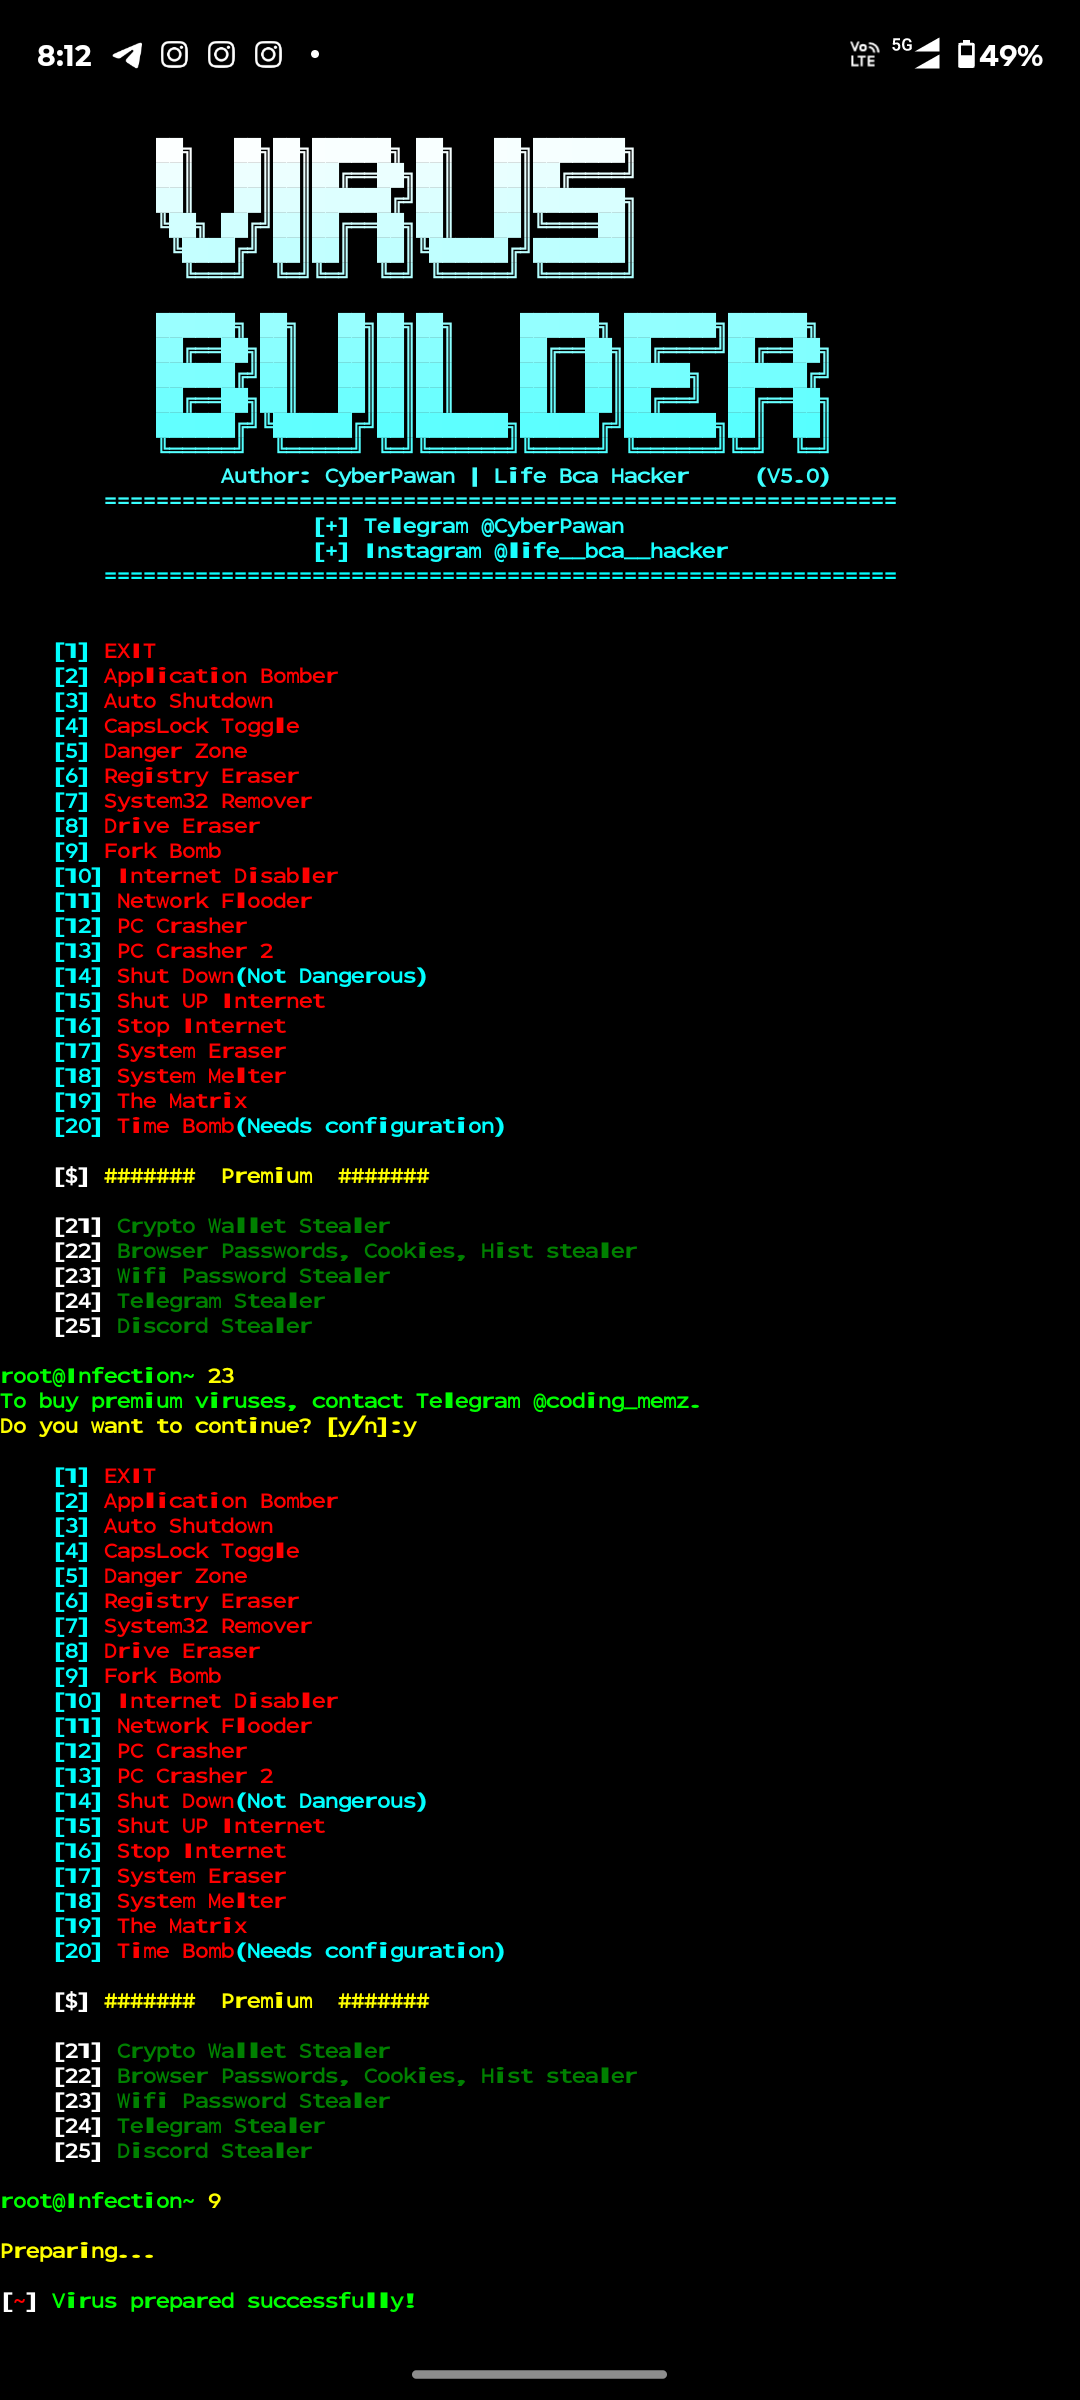 8:12 Vo LTE 5G 49%
VIRUS
BUILDER
Author: CyberPawan | Life Bca Hacker (V5.0)
=============================================================
[+] Telegram @CyberPawan
[+] Instagram @life__bca__hacker
=============================================================
[1] EXIT
[2] Application Bomber
[3] Auto Shutdown
[4] CapsLock Toggle
[5] Danger Zone
[6] Registry Eraser
[7] System32 Remover
[8] Drive Eraser
[9] Fork Bomb
[10] Internet Disabler
[11] Network Flooder
[12] PC Crasher
[13] PC Crasher 2
[14] Shut Down(Not Dangerous)
[15] Shut UP Internet
[16] Stop Internet
[17] System Eraser
[18] System Melter
[19] The Matrix
[20] Time Bomb(Needs configuration)
[$] ####### Premium #######
[21] Crypto Wallet Stealer
[22] Browser Passwords, Cookies, Hist stealer
[23] Wifi Password Stealer
[24] Telegram Stealer
[25] Discord Stealer
root@Infection~ 23
To buy premium viruses, contact Telegram @coding_memz.
Do you want to continue? [y/n]:y
[1] EXIT
[2] Application Bomber
[3] Auto Shutdown
[4] CapsLock Toggle
[5] Danger Zone
[6] Registry Eraser
[7] System32 Remover
[8] Drive Eraser
[9] Fork Bomb
[10] Internet Disabler
[11] Network Flooder
[12] PC Crasher
[13] PC Crasher 2
[14] Shut Down(Not Dangerous)
[15] Shut UP Internet
[16] Stop Internet
[17] System Eraser
[18] System Melter
[19] The Matrix
[20] Time Bomb(Needs configuration)
[$] ####### Premium #######
[21] Crypto Wallet Stealer
[22] Browser Passwords, Cookies, Hist stealer
[23] Wifi Password Stealer
[24] Telegram Stealer
[25] Discord Stealer
root@Infection~ 9
Preparing...
[~] Virus prepared successfully!